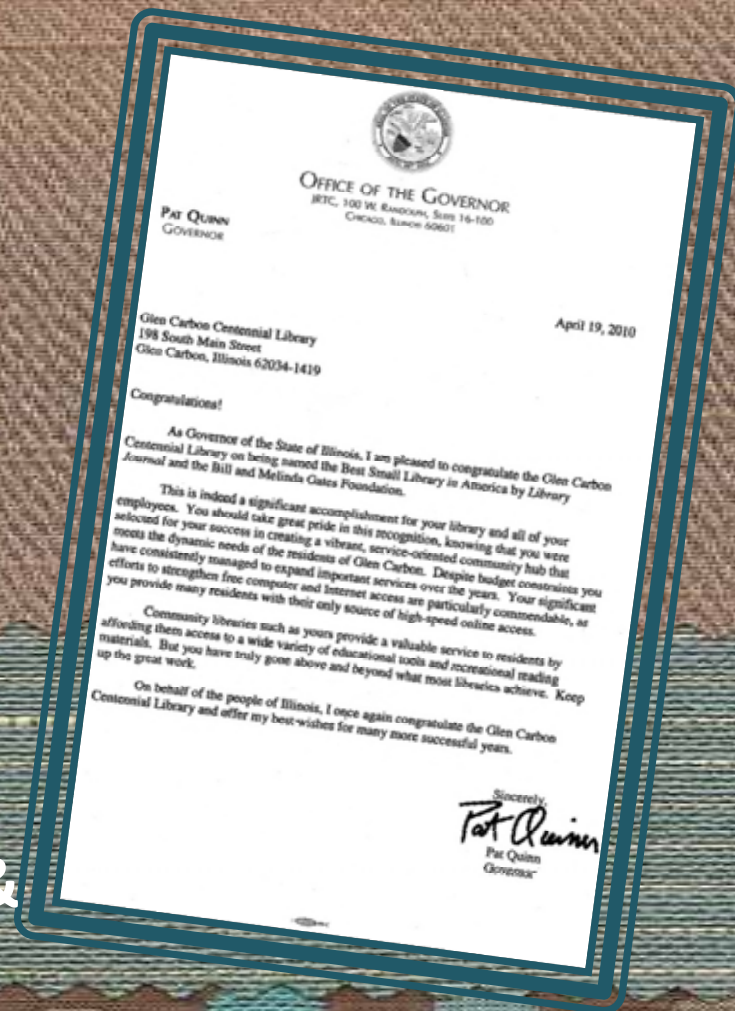 OFFICE OF THE GOVERNOR
JRTC, 100 W. RANDOLPH, SUITE 16-100
CHICAGO, ILLINOIS 60601
PAT QUINN
GOVERNOR
April 19, 2010
Glen Carbon Centennial Library
198 South Main Street
Glen Carbon, Illinois 62034-1419
Congratulations!
As Governor of the State of Illinois, I am pleased to congratulate the Glen Carbon
Centennial Library on being named the Best Small Library in America by Library
Journal and the Bill and Melinda Gates Foundation.
This is indeed a significant accomplishment for your library and all of your
employees. You should take great pride in this recognition, knowing that you were
selected for your success in creating a vibrant, service-oriented community hub that
meets the dynamic needs of the residents of Glen Carbon. Despite budget constraints you
have consistently managed to expand important services over the years. Your significant
efforts to strengthen free computer and Internet access are particularly commendable, as
you provide many residents with their only source of high-speed online access.
Community libraries such as yours provide a valuable service to residents by
affording them access to a wide variety of educational tools and recreational reading
materials. But you have truly gone above and beyond what most libraries achieve. Keep
up the great work.
On behalf of the people of Illinois, I once again congratulate the Glen Carbon
Centennial Library and offer my best wishes for many more successful years.
Sincerely,
Pat Quinn
Pat Quinn
Governor
&